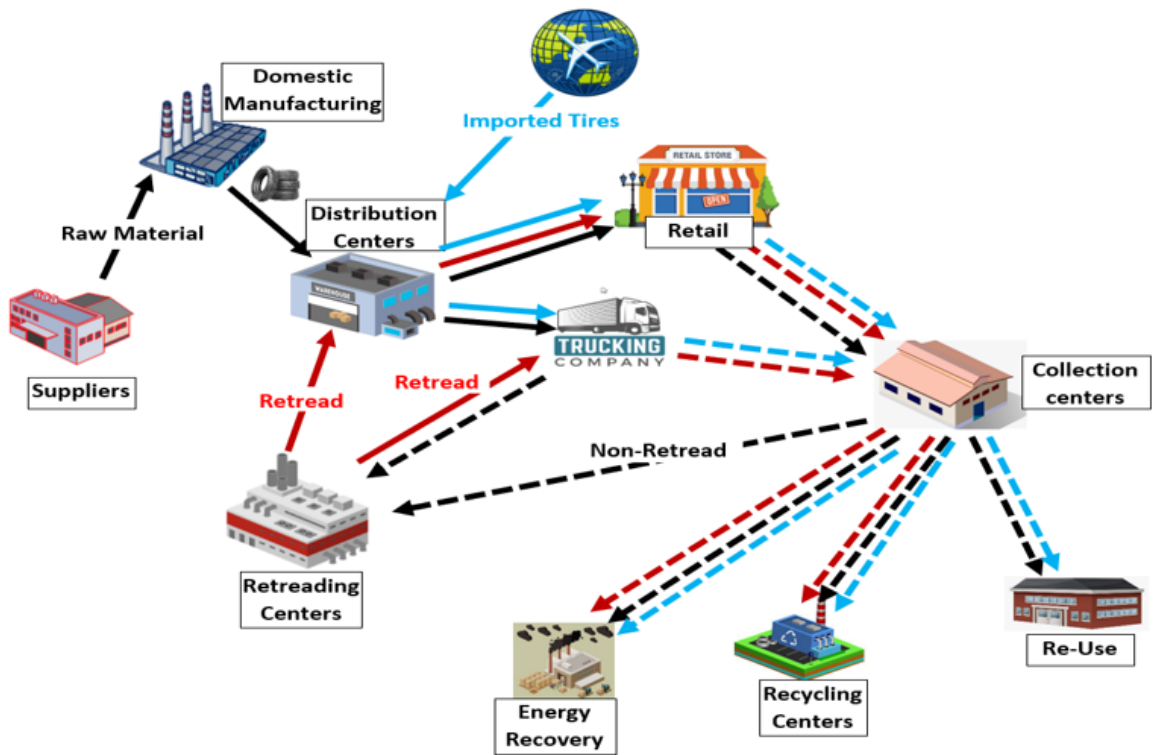 Domestic
Manufacturing
Imported Tires
RETAIL STORE
OPEN
Retail
Distribution
Centers
Raw Material
WAREHOUSE
TRUCKING
COMPANY
Suppliers
Retread
Retread
Collection
centers
Non-Retread
Retreading
Centers
Re-Use
Energy
Recovery
Recycling
Centers